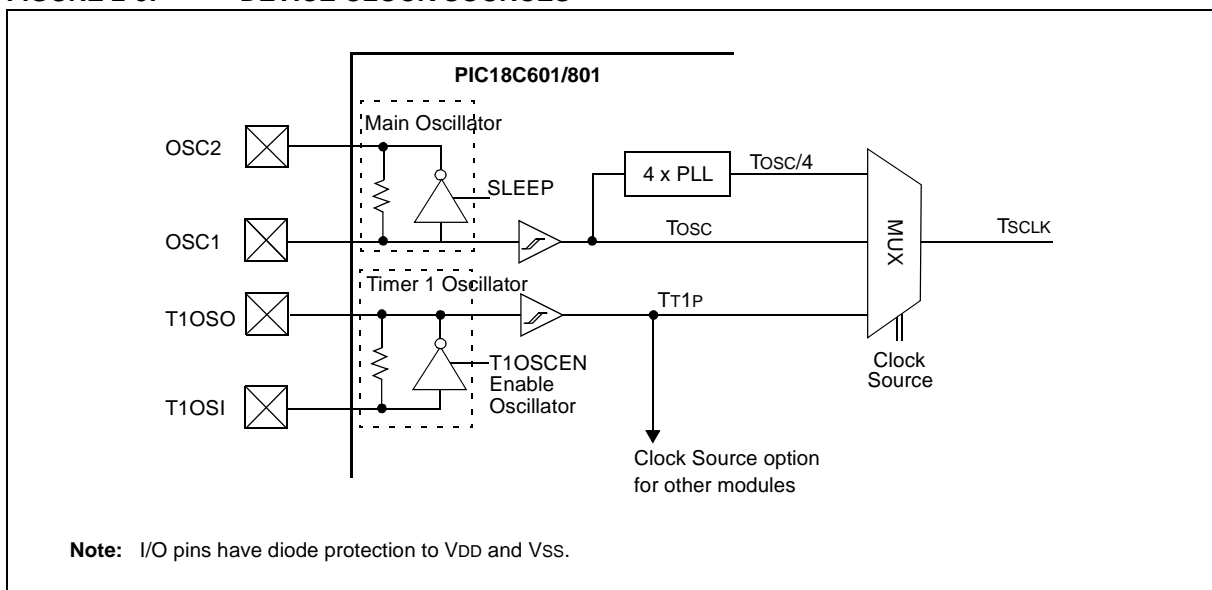 PIC18C601/801
Main Oscillator
OSC2
4 x PLL
TOSC/4
SLEEP
OSC1
TOSC
MUX
TSCLK
Timer 1 Oscillator
T1OSO
TT1P
T1OSCEN
Enable
Oscillator
T1OSI
Clock
Source
Clock Source option
for other modules
Note: I/O pins have diode protection to VDD and VSS.